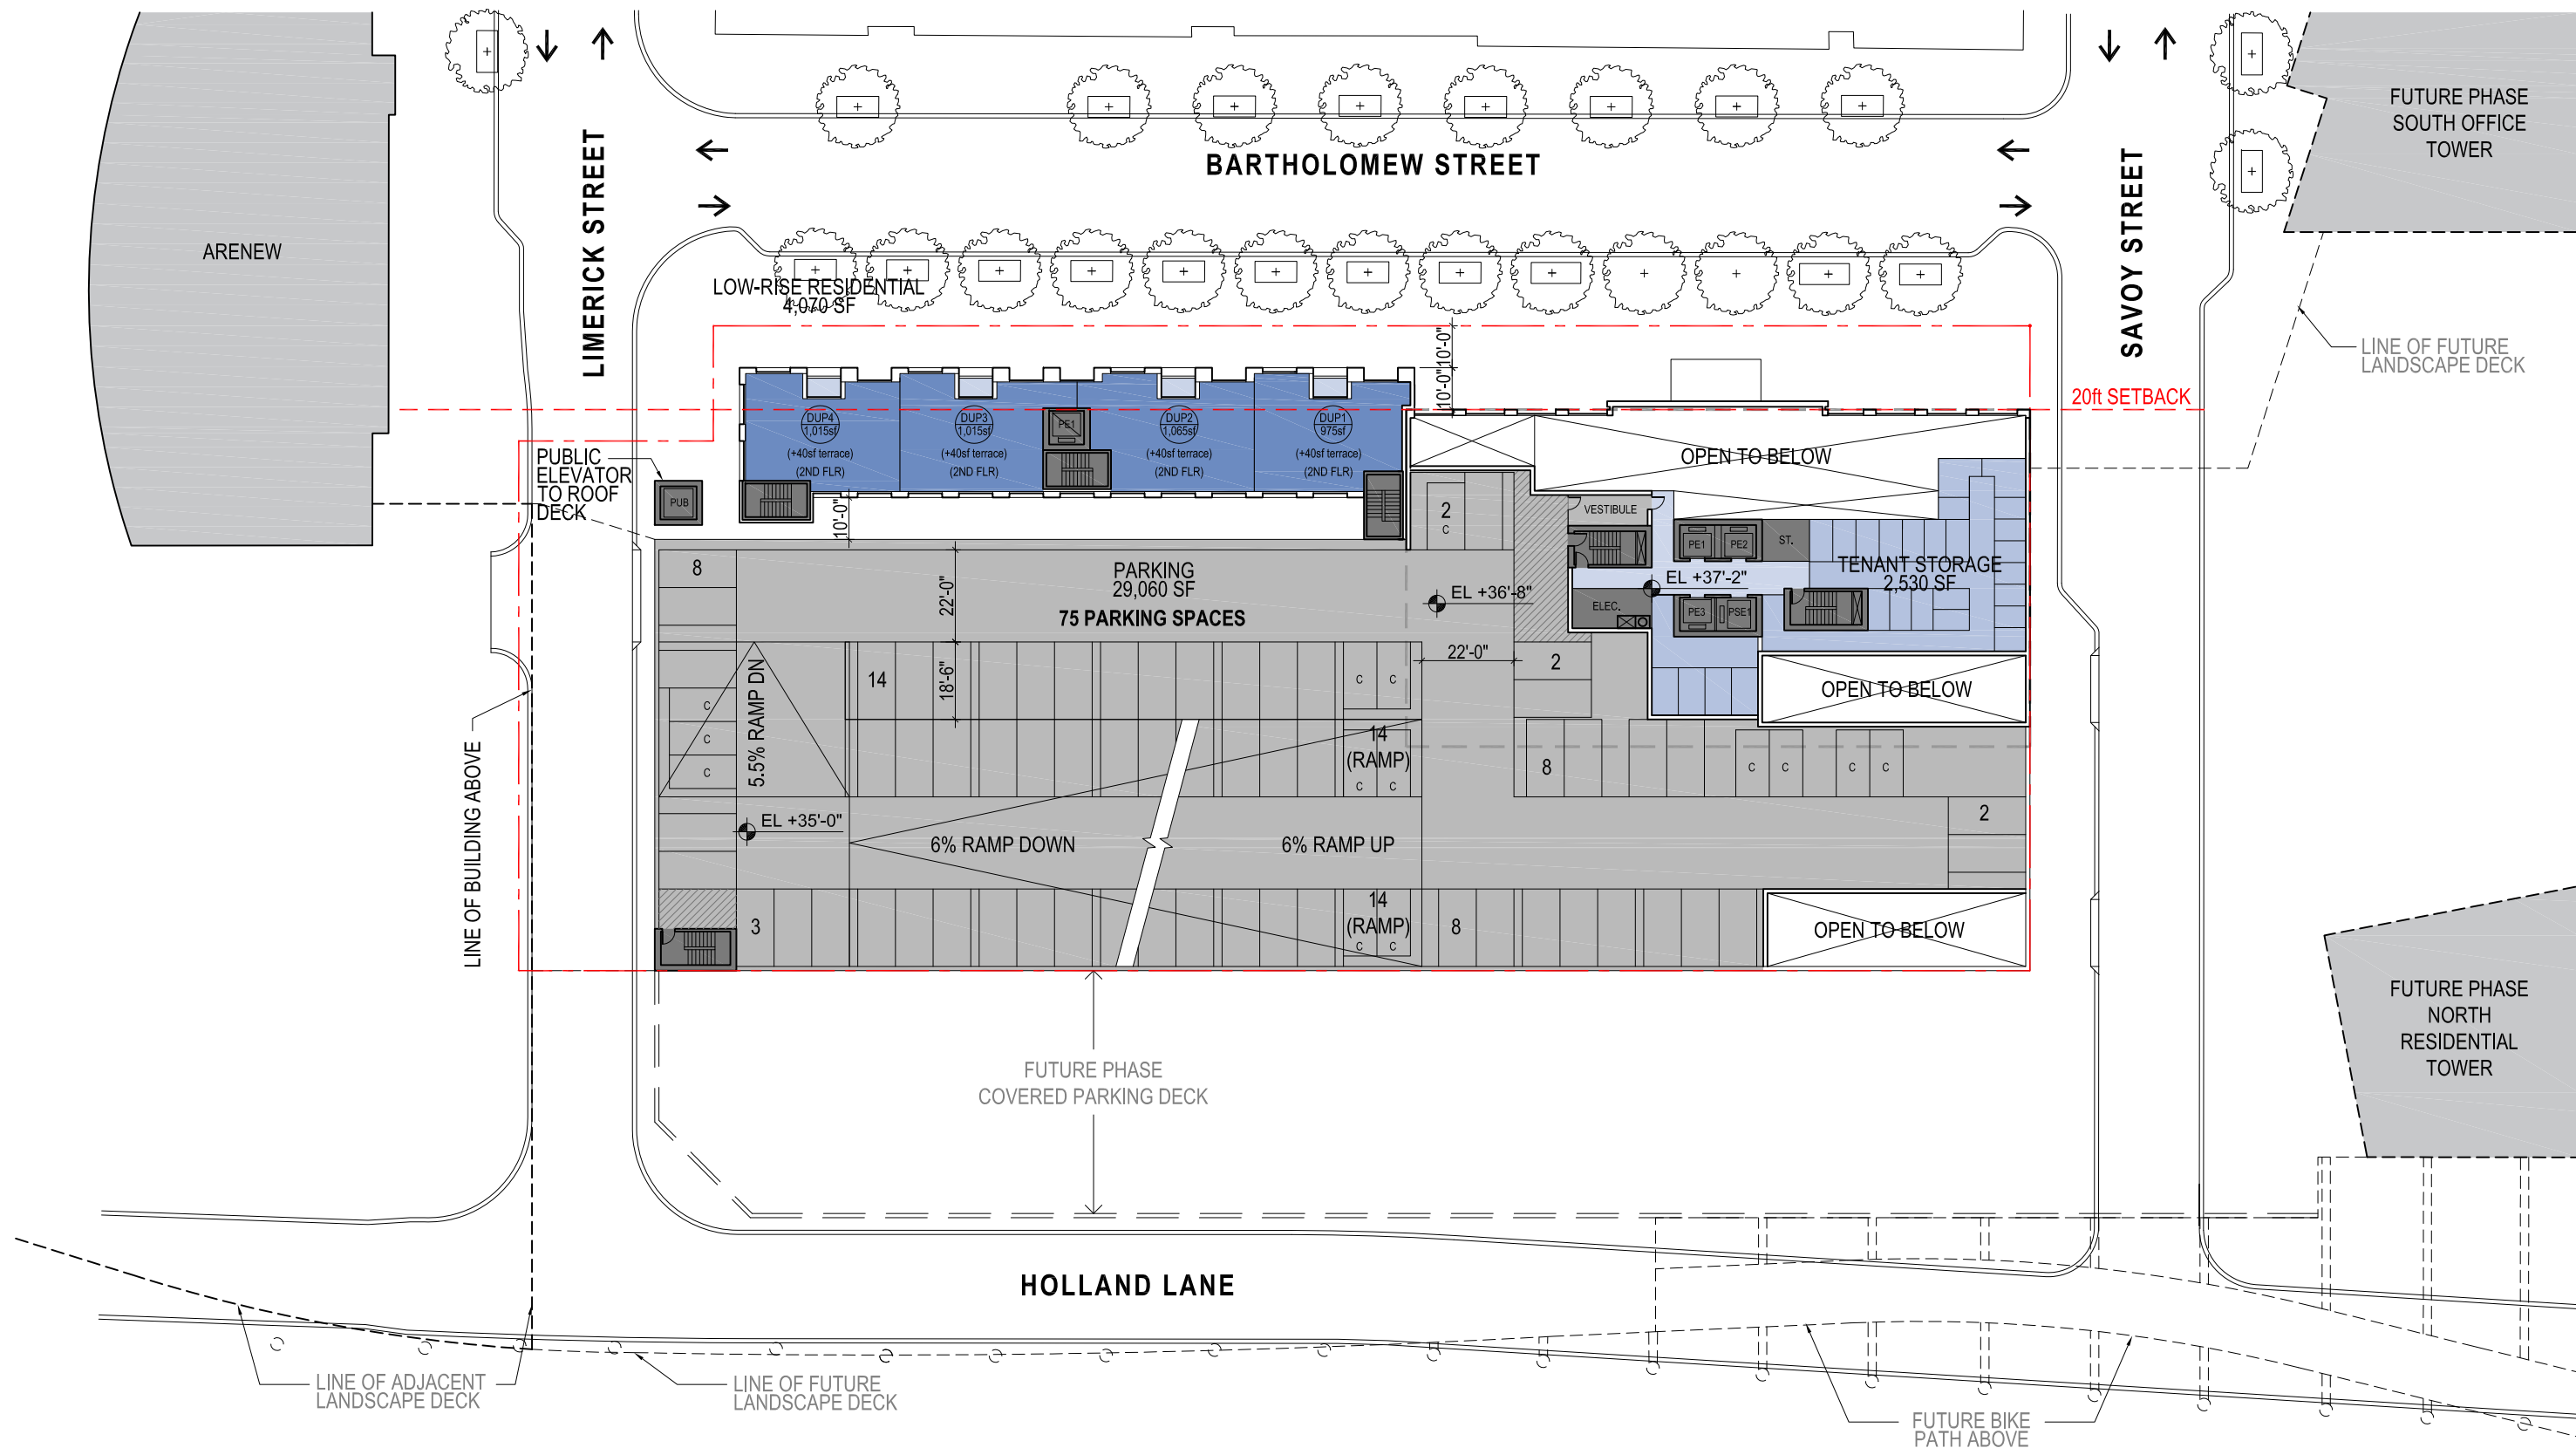 FUTURE PHASE
SOUTH OFFICE
TOWER
BARTHOLOMEW STREET
LIMERICK STREET
SAVOY STREET
ARENEW
LOW-RISE RESIDENTIAL
4,070 SF
LINE OF FUTURE
LANDSCAPE DECK
20ft SETBACK
10'-0"
10'-0"
DUP4
1,015sf
(+40sf terrace)
(2ND FLR)
DUP3
1,015sf
(+40sf terrace)
(2ND FLR)
PE1
DUP2
1,065sf
(+40sf terrace)
(2ND FLR)
DUP1
975sf
(+40sf terrace)
(2ND FLR)
OPEN TO BELOW
PUBLIC
ELEVATOR
TO ROOF
DECK
PUB
10'-0"
2
C
VESTIBULE
PE1
PE2
ST.
TENANT STORAGE
2,530 SF
8
PARKING
29,060 SF
75 PARKING SPACES
22'-0"
EL +36'-8"
EL +37'-2"
ELEC.
PE3
PSE1
22'-0"
2
14
18'-6"
C
C
OPEN TO BELOW
5.5% RAMP DN
C
C
C
14
(RAMP)
C
C
8
C
C
C
C
LINE OF BUILDING ABOVE
EL +35'-0"
6% RAMP DOWN
6% RAMP UP
2
3
14
(RAMP)
C
C
8
OPEN TO BELOW
FUTURE PHASE
COVERED PARKING DECK
FUTURE PHASE
NORTH
RESIDENTIAL
TOWER
HOLLAND LANE
LINE OF ADJACENT
LANDSCAPE DECK
LINE OF FUTURE
LANDSCAPE DECK
FUTURE BIKE
PATH ABOVE